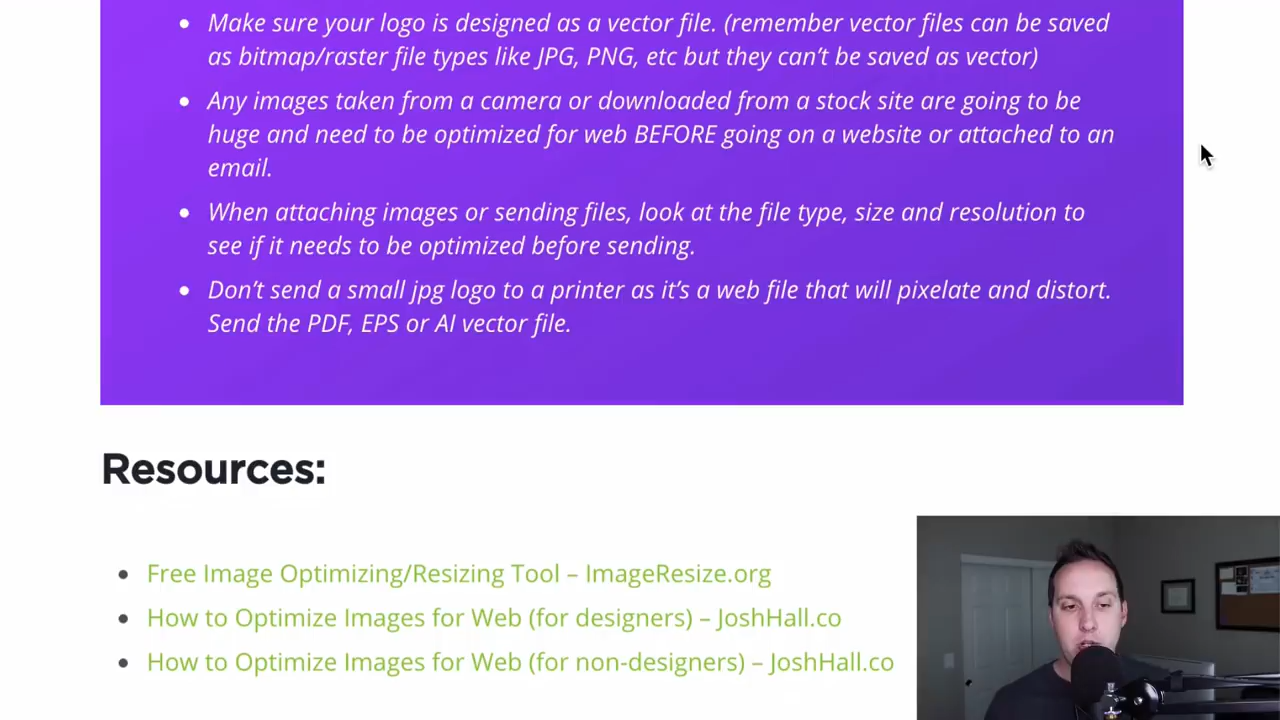 Make sure your logo is designed as a vector file. (remember vector files can be saved
as bitmap/raster file types like JPG, PNG, etc but they can’t be saved as vector)
Any images taken from a camera or downloaded from a stock site are going to be
huge and need to be optimized for web BEFORE going on a website or attached to an
email.
When attaching images or sending files, look at the file type, size and resolution to
see if it needs to be optimized before sending.
Don’t send a small jpg logo to a printer as it’s a web file that will pixelate and distort.
Send the PDF, EPS or AI vector file.
Resources:
Free Image Optimizing/Resizing Tool – ImageResize.org
How to Optimize Images for Web (for designers) – JoshHall.co
How to Optimize Images for Web (for non-designers) – JoshHall.co